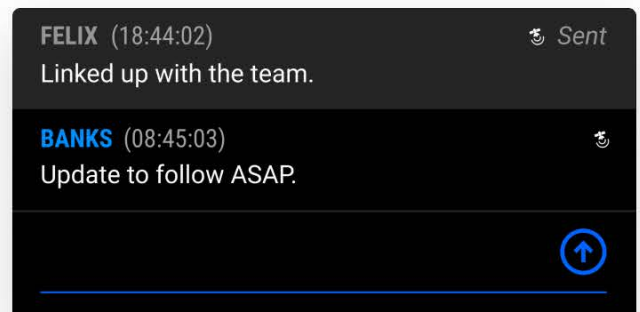 FELIX (18:44:02) Sent
Linked up with the team.
BANKS (08:45:03)
Update to follow ASAP.